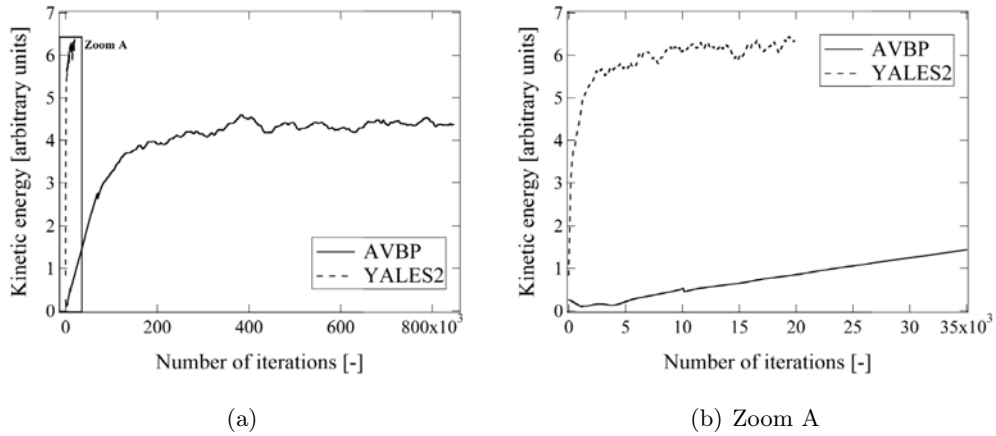 7
6
5
4
3
2
1
0
Kinetic energy [arbitrary units]
Zoom A
AVBP
YALES2
0
200
400
600
800x10³
Number of iterations [-]
(a)
7
6
5
4
3
2
1
0
Kinetic energy [arbitrary units]
AVBP
YALES2
0
5
10
15
20
25
30
35x10³
Number of iterations [-]
(b) Zoom A